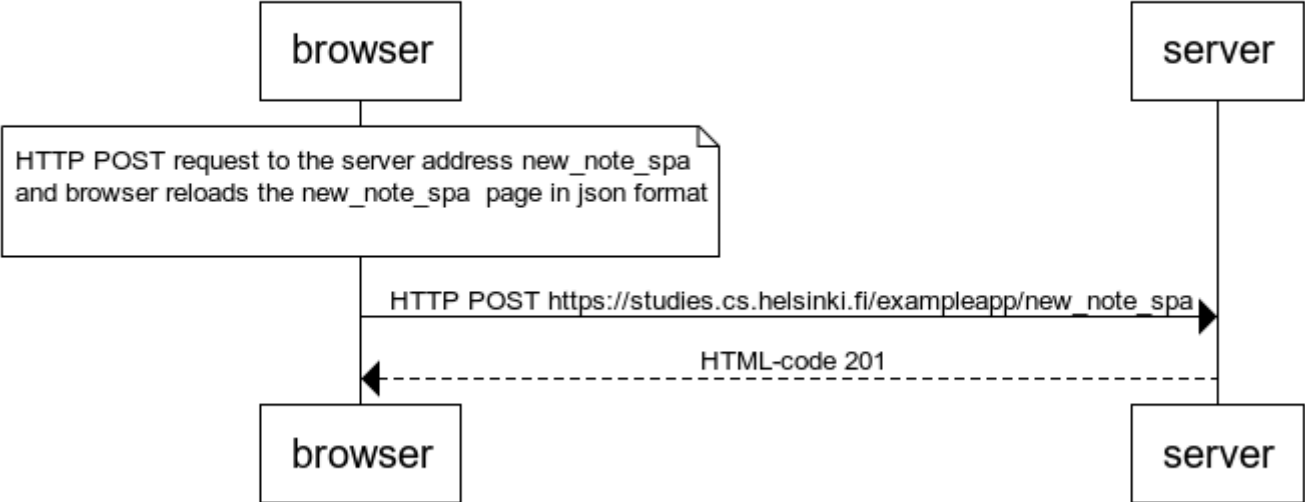 browser
server
HTTP POST request to the server address new_note_spa
and browser reloads the new_note_spa  page in json format
HTTP POST https://studies.cs.helsinki.fi/exampleapp/new_note_spa
HTML-code 201
browser
server